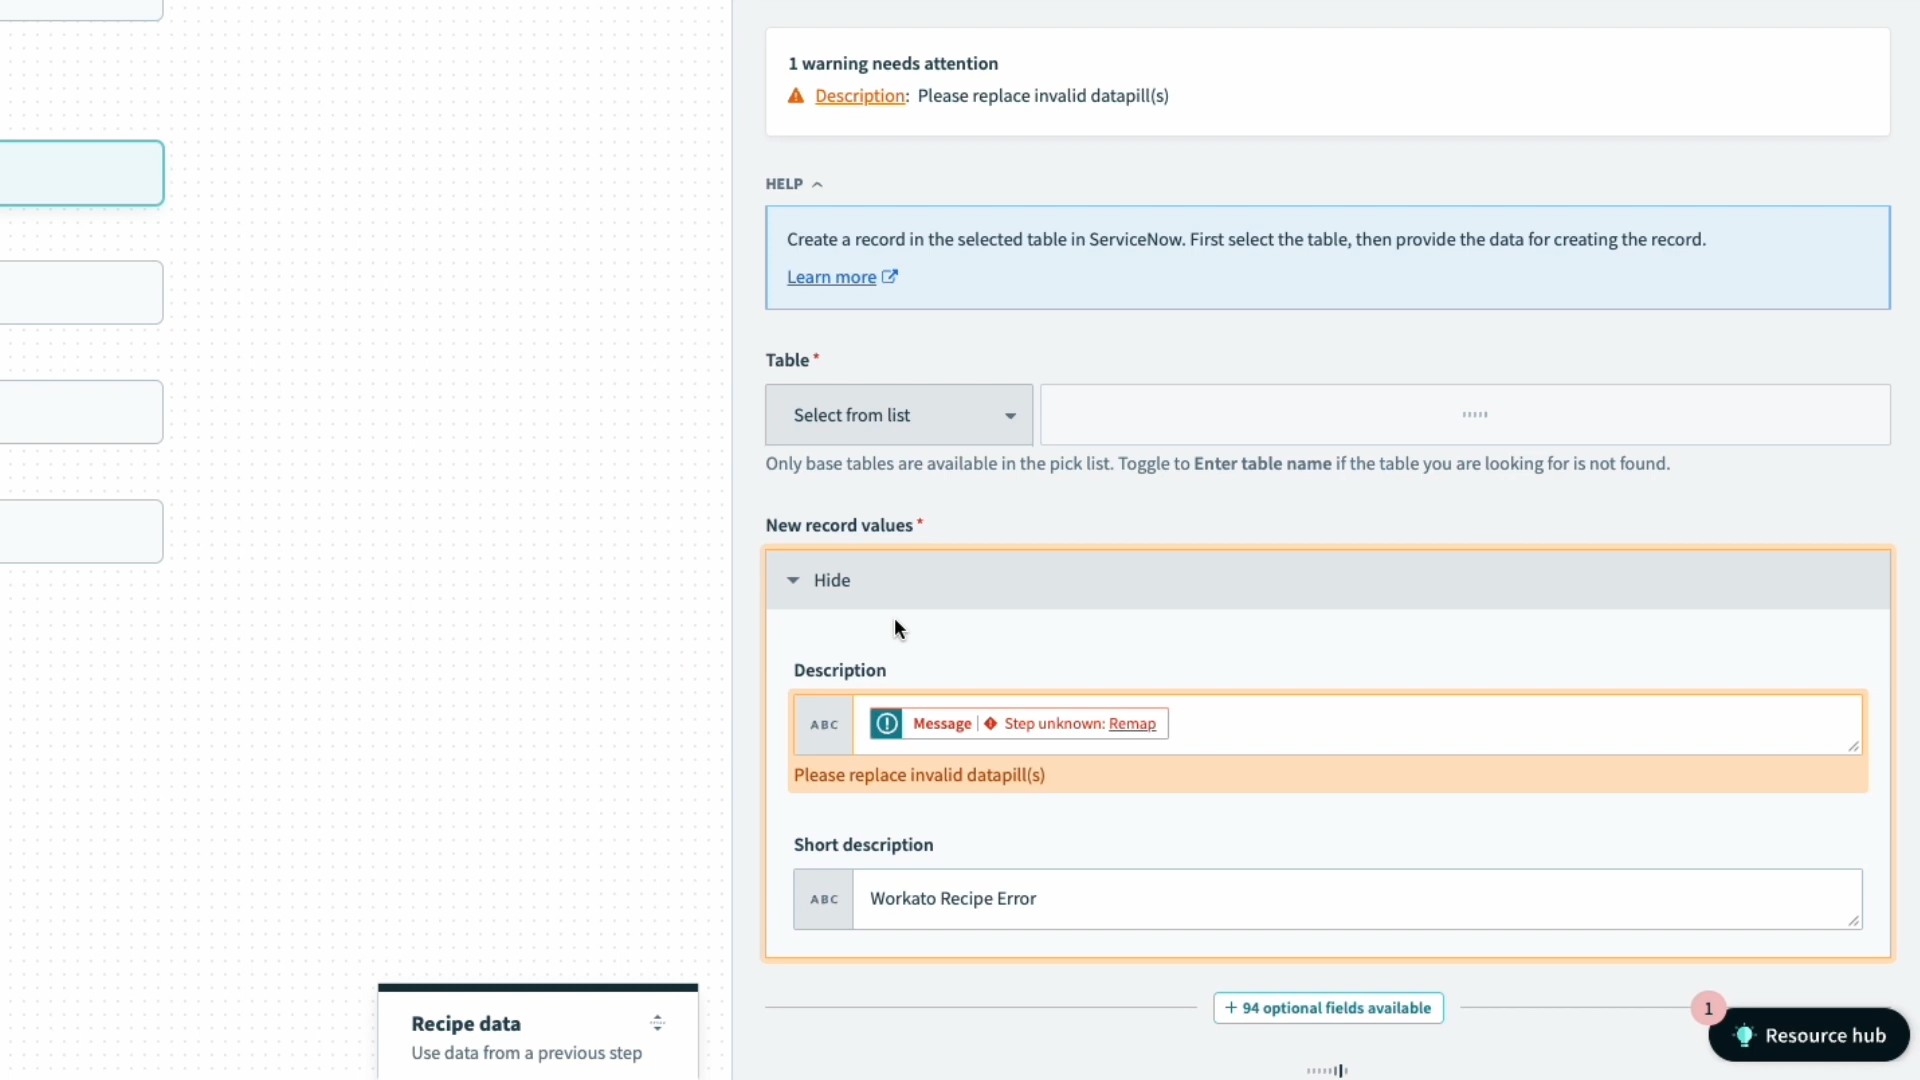 1 warning needs attention
Description: Please replace invalid datapill(s)
HELP
Create a record in the selected table in ServiceNow. First select the table, then provide the data for creating the record.
Learn more
Table *
Select from list
Only base tables are available in the pick list. Toggle to Enter table name if the table you are looking for is not found.
New record values *
Hide
Description
ABC Message Step unknown: Remap
Please replace invalid datapill(s)
Short description
ABC Workato Recipe Error
+ 94 optional fields available
1
Resource hub
Recipe data
Use data from a previous step